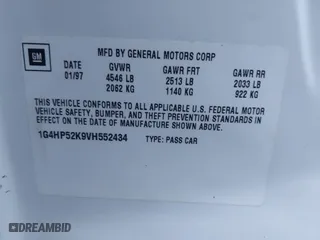 GM
MFD BY GENERAL MOTORS CORP
DATE GVWR GAWR FRT GAWR RR
01/97 4546 LB 2513 LB 2033 LB
2062 KG 1140 KG 922 KG
THIS VEHICLE CONFORMS TO ALL APPLICABLE U.S. FEDERAL MOTOR
VEHICLE SAFETY, BUMPER, AND THEFT PREVENTION STANDARDS
IN EFFECT ON THE DATE OF MANUFACTURE SHOWN ABOVE.
1G4HP52K9VH552434 TYPE: PASS CAR
AUTOHELPERBOT.COM